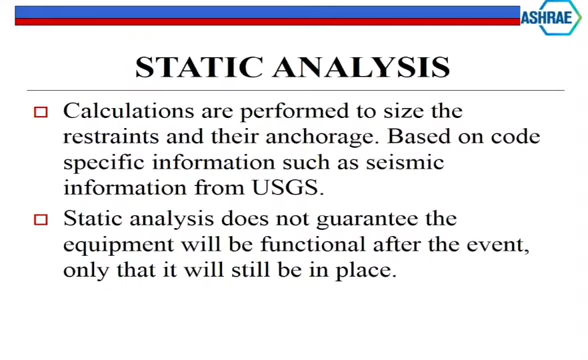 ASHRAE
STATIC ANALYSIS
Calculations are performed to size the
restraints and their anchorage. Based on code
specific information such as seismic
information from USGS.
Static analysis does not guarantee the
equipment will be functional after the event,
only that it will still be in place.